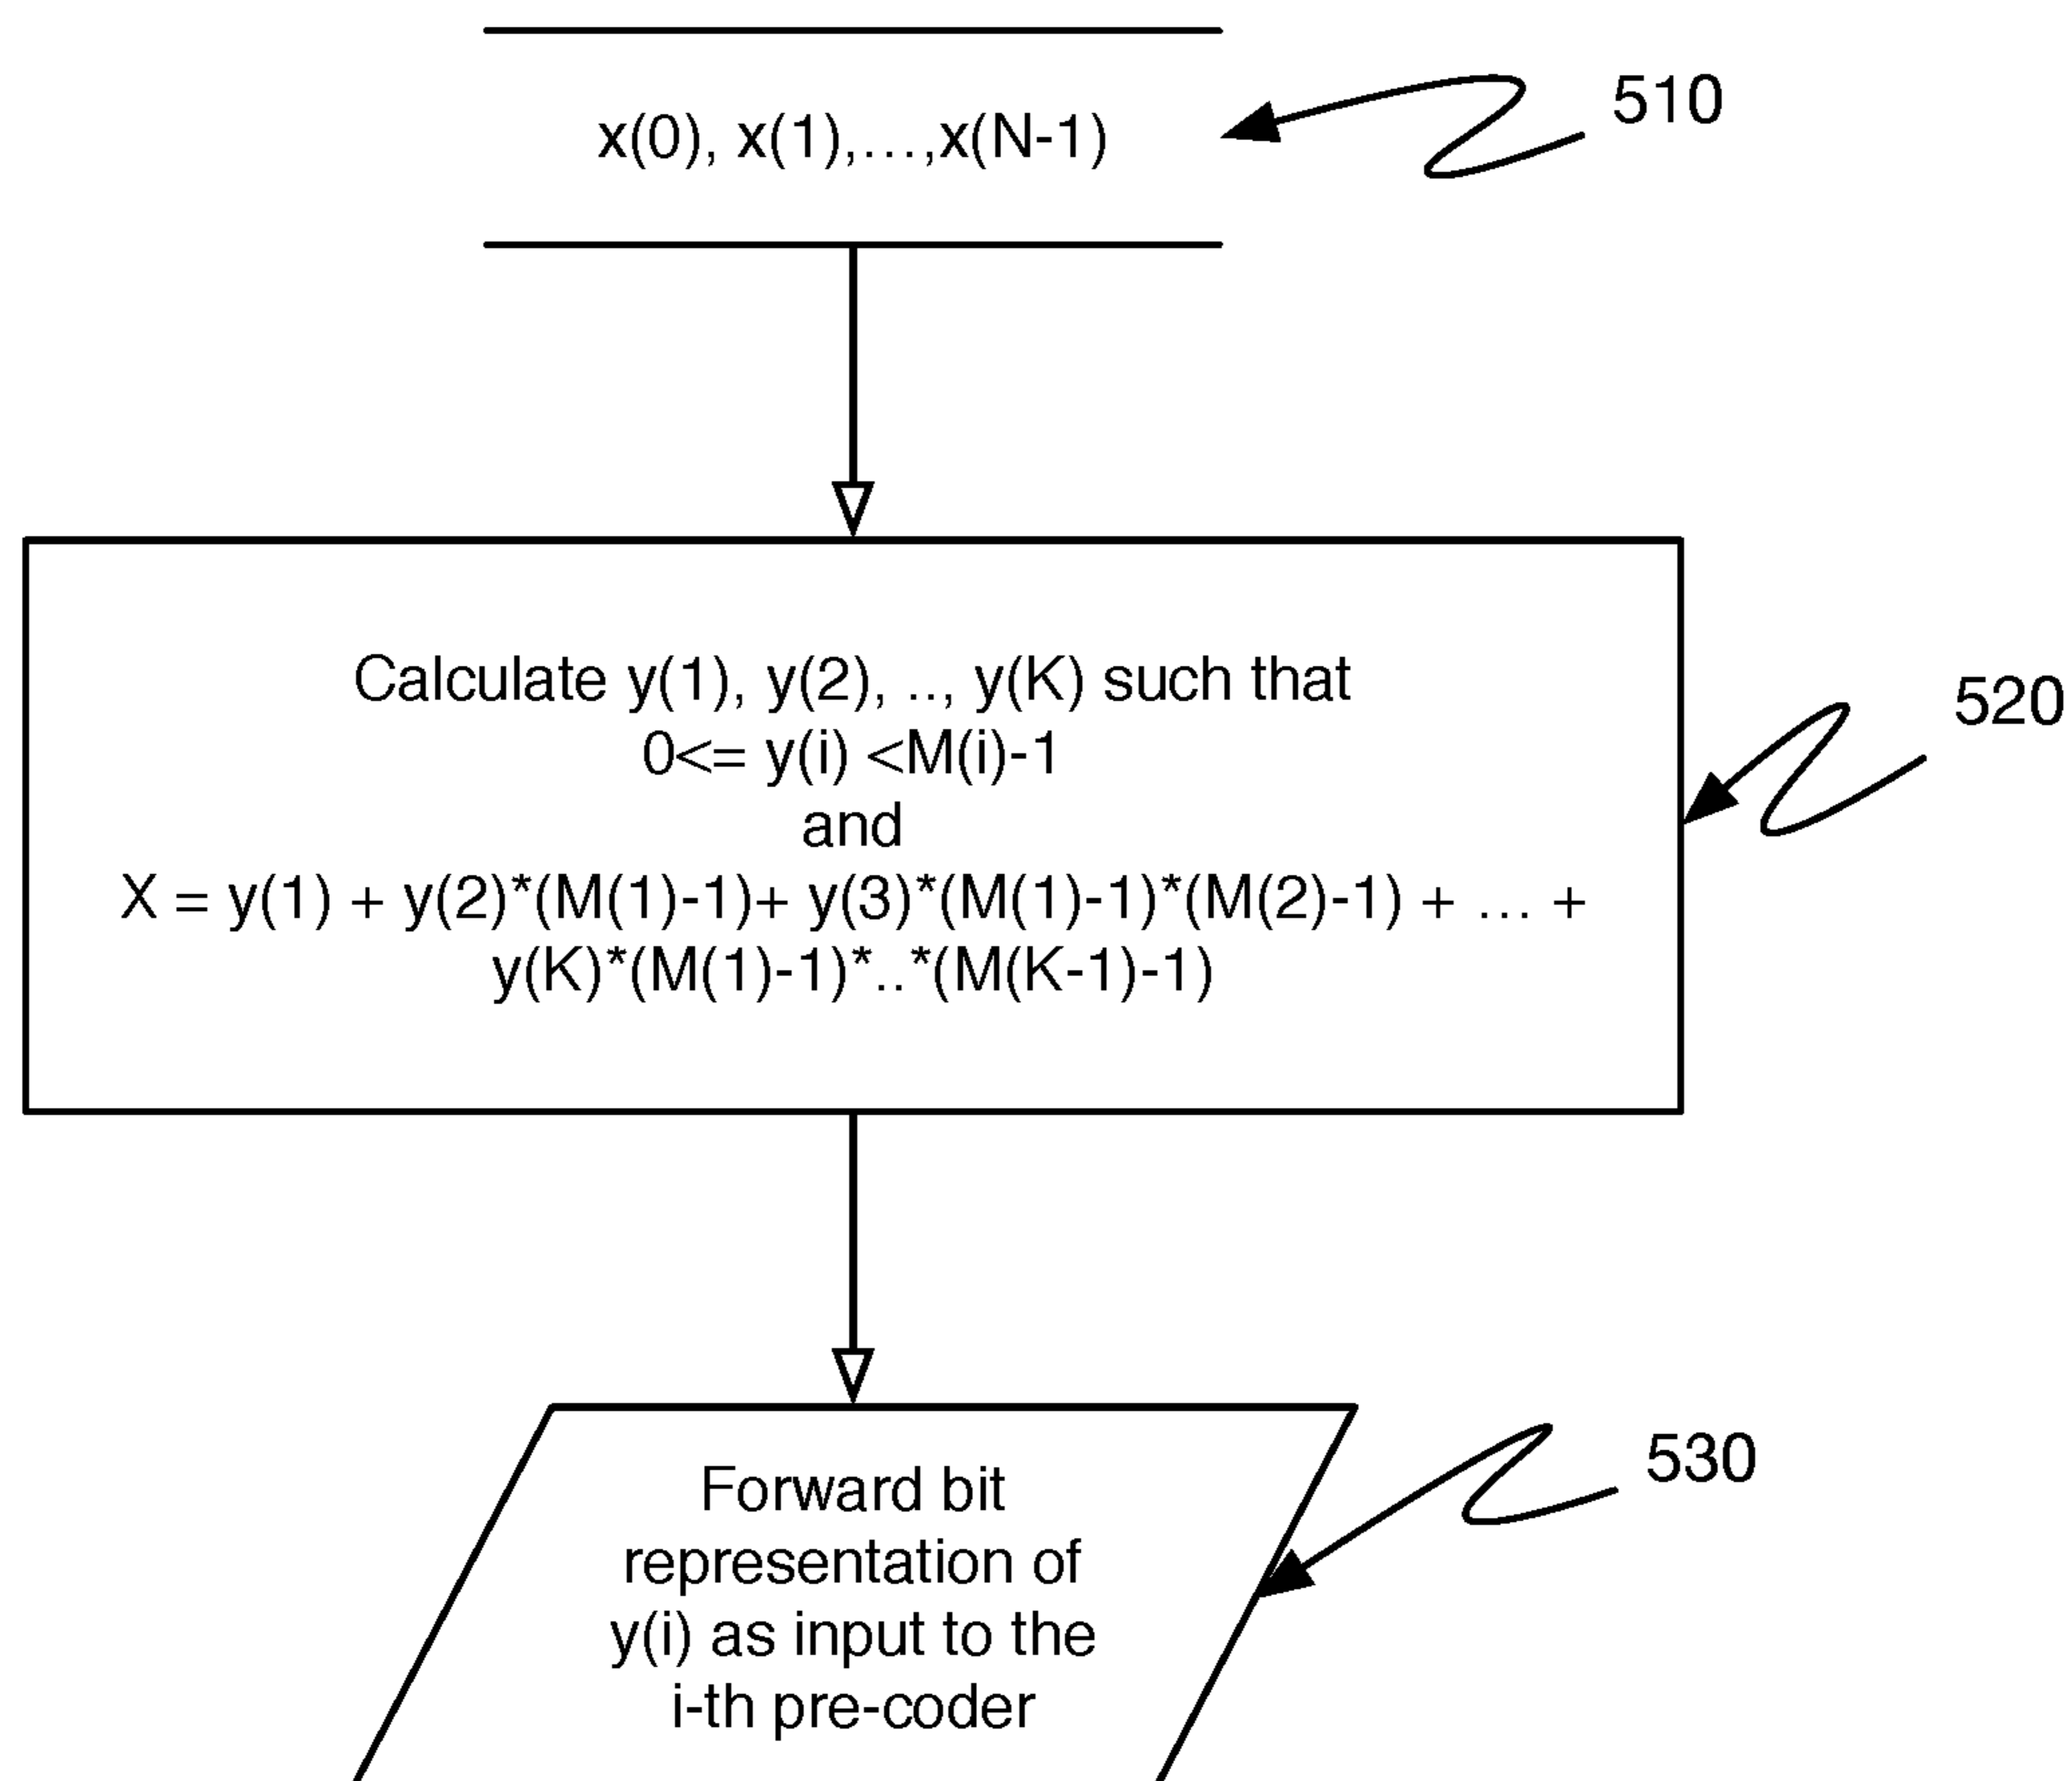 x(0), x(1),...,x(N-1)
510
Calculate y(1), y(2), .., y(K) such that
0<= y(i) <M(i)-1
and
X = y(1) + y(2)*(M(1)-1)+ y(3)*(M(1)-1)*(M(2)-1) + ... +
y(K)*(M(1)-1)*..*(M(K-1)-1)
520
Forward bit
representation of
y(i) as input to the
i-th pre-coder
530